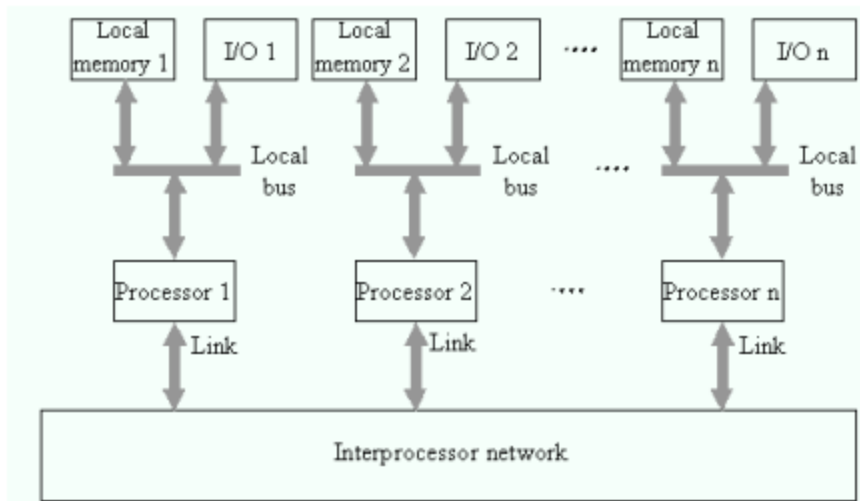 Local
memory 1
I/O 1
Local
memory 2
I/O 2
....
Local
memory n
I/O n
Local
bus
Local
bus
....
Local
bus
Processor 1
Processor 2
....
Processor n
Link
Link
Link
Interprocessor network